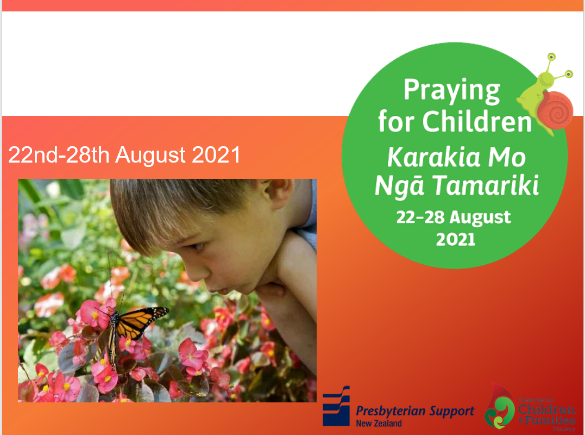 Praying
for Children
Karakia Mo
Ngā Tamariki
22-28 August
2021
22nd-28th August 2021
Presbyterian Support
New Zealand
Children
& Families